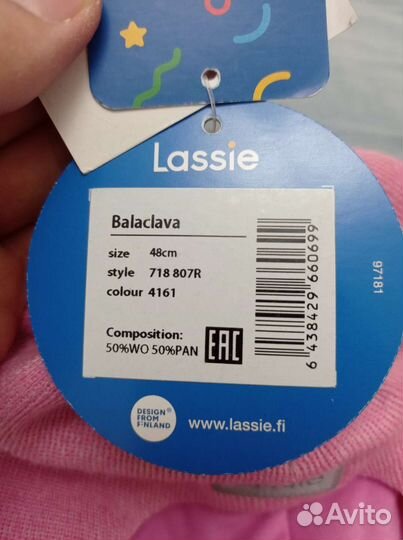 Lassie
Balaclava
size 48cm
style 718 807R
colour 4161
Composition:
50%WO 50%PAN
EAC
6 438429 660699
97181
DESIGN
FROM
FINLAND
www.lassie.fi
Avito